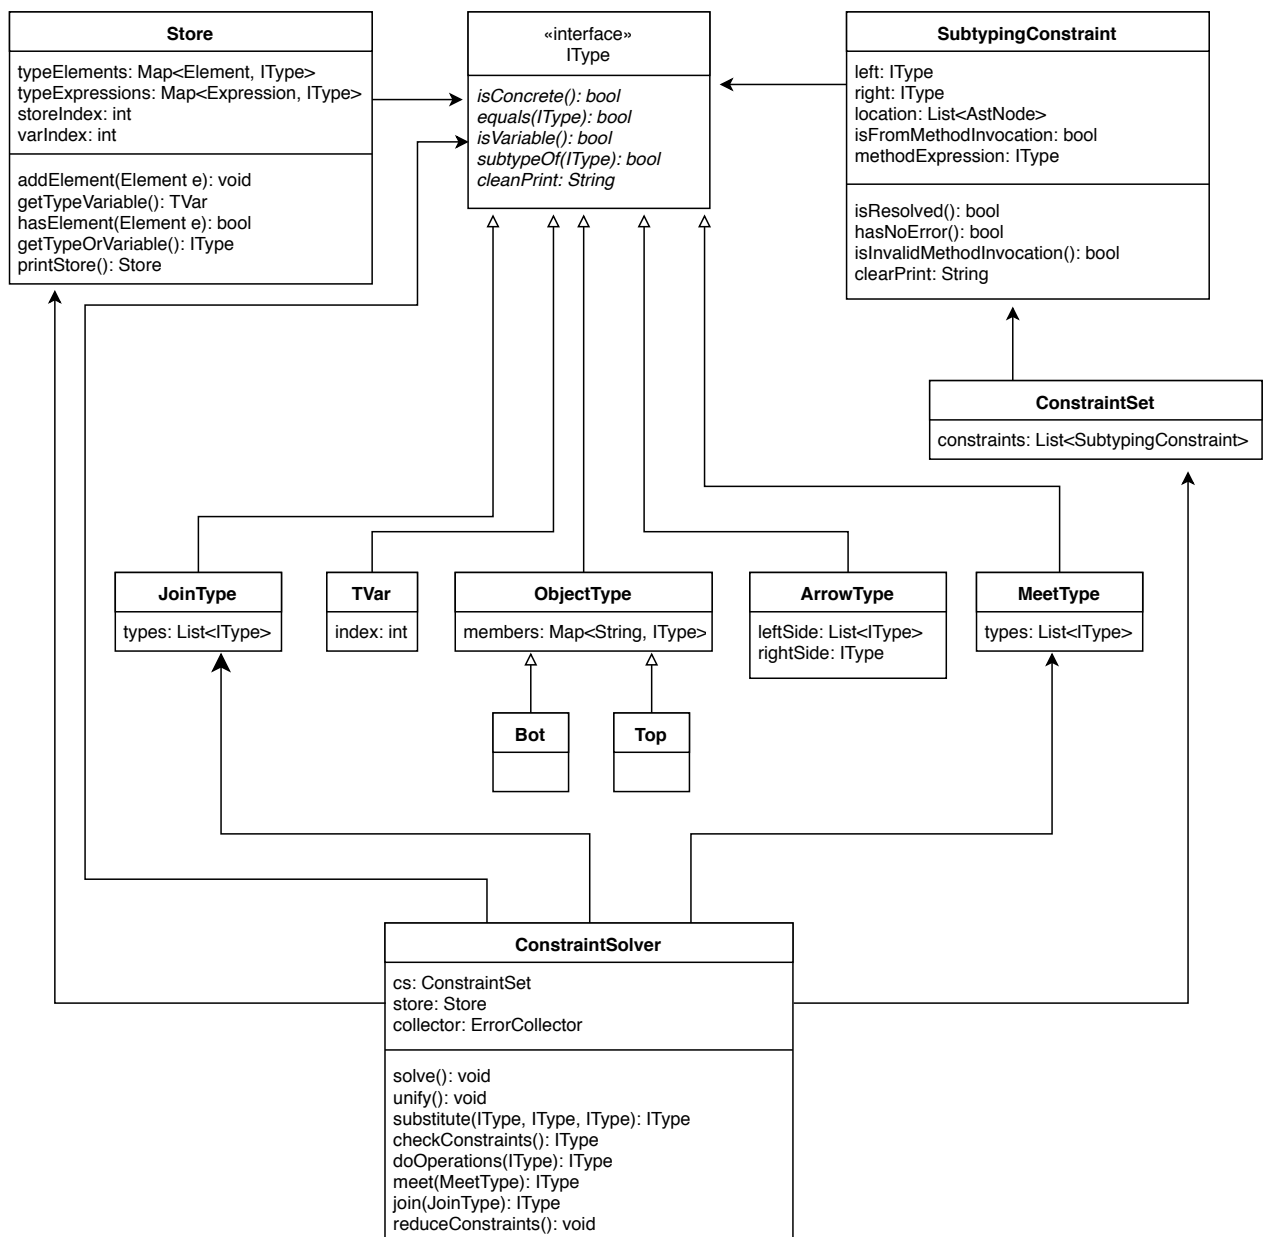 Store
typeElements: Map<Element, IType>
typeExpressions: Map<Expression, IType>
storeIndex: int
varIndex: int
addElement(Element e): void
getTypeVariable(): TVar
hasElement(Element e): bool
getTypeOrVariable(): IType
printStore(): Store
«interface»
IType
isConcrete(): bool
equals(IType): bool
isVariable(): bool
subtypeOf(IType): bool
cleanPrint: String
SubtypingConstraint
left: IType
right: IType
location: List<AstNode>
isFromMethodInvocation: bool
methodExpression: IType
isResolved(): bool
hasNoError(): bool
isInvalidMethodInvocation(): bool
clearPrint: String
ConstraintSet
constraints: List<SubtypingConstraint>
JoinType
types: List<IType>
TVar
index: int
ObjectType
members: Map<String, IType>
ArrowType
leftSide: List<IType>
rightSide: IType
MeetType
types: List<IType>
Bot
Top
ConstraintSolver
cs: ConstraintSet
store: Store
collector: ErrorCollector
solve(): void
unify(): void
substitute(IType, IType, IType): IType
checkConstraints(): IType
doOperations(IType): IType
meet(MeetType): IType
join(JoinType): IType
reduceConstraints(): void